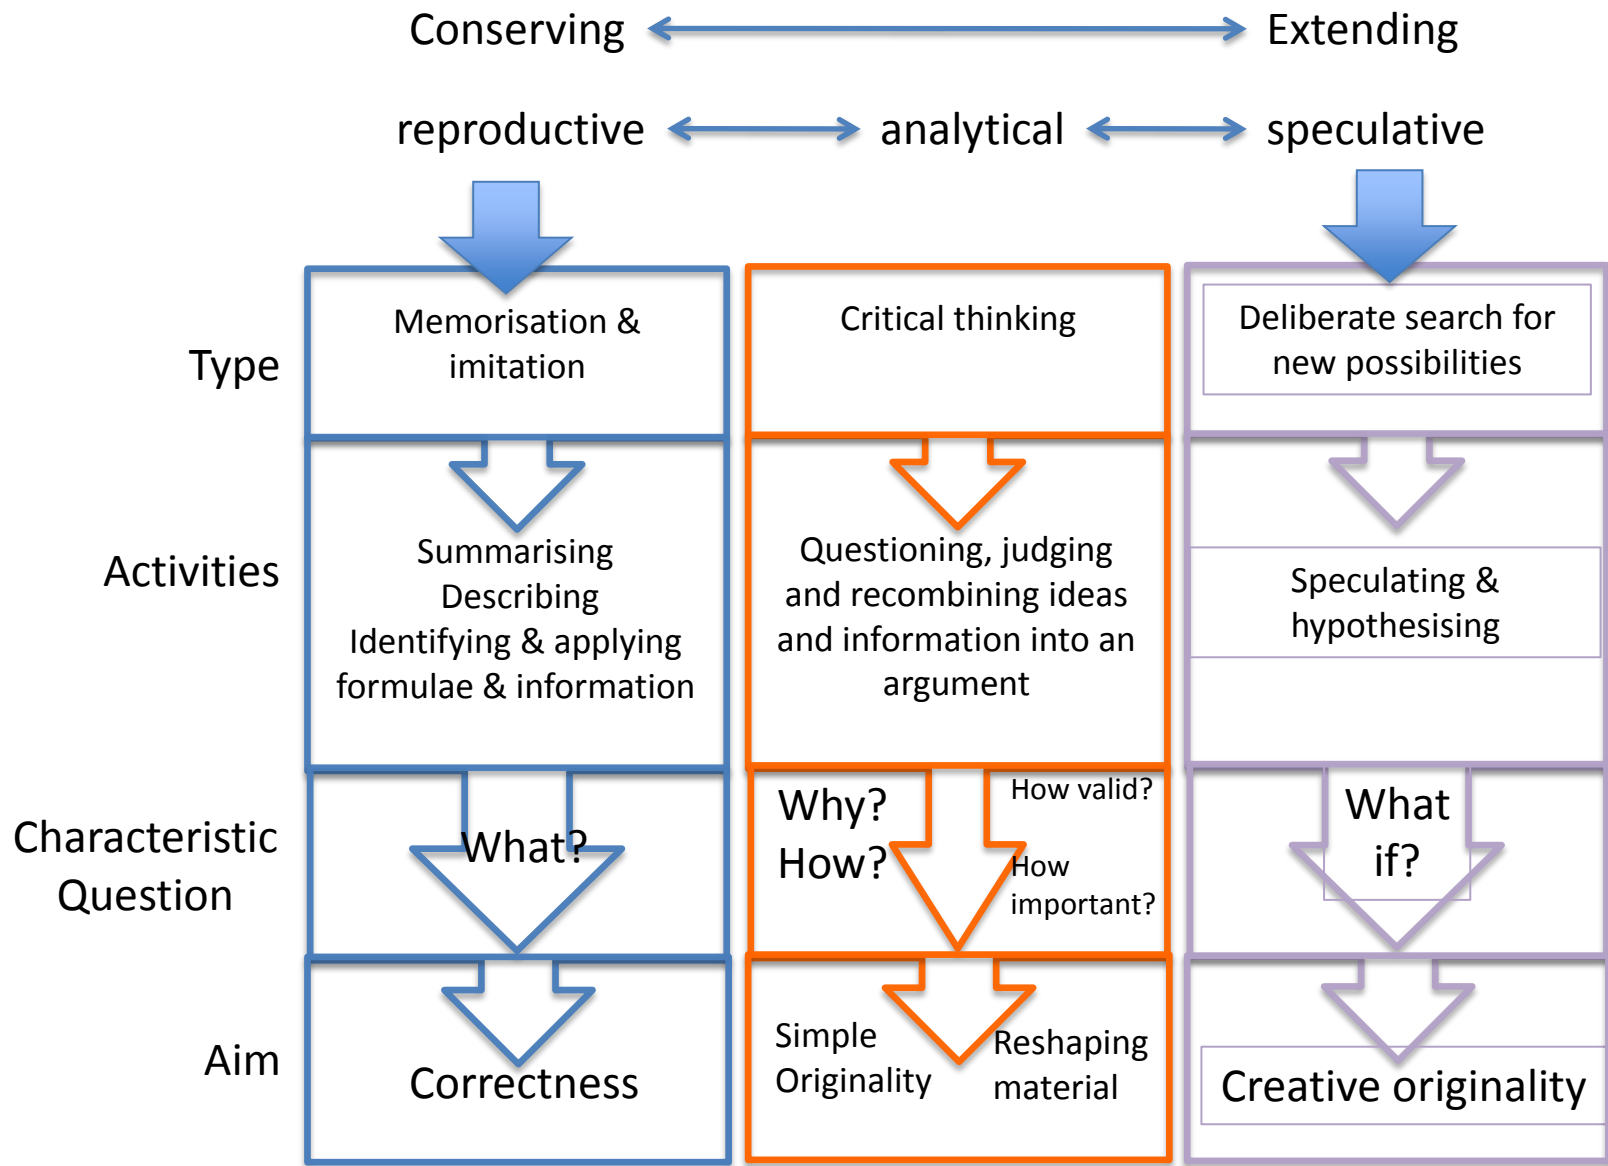 Conserving
Extending
reproductive
analytical
speculative
Type
Memorisation &
imitation
Critical thinking
Deliberate search for
new possibilities
Activities
Summarising
Describing
Identifying & applying
formulae & information
Questioning, judging
and recombining ideas
and information into an
argument
Speculating &
hypothesising
Characteristic
Question
What?
Why?
How?
How valid?
How
important?
What
if?
Aim
Correctness
Simple
Originality
Reshaping
material
Creative originality